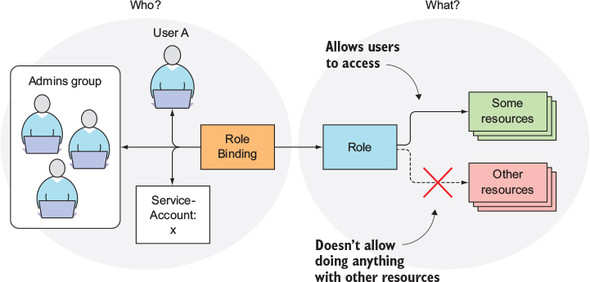 Who?
What?
User A
Admins group
Role
Binding
Service-
Account:
x
Allows users
to access
Role
Some
resources
Other
resources
Doesn't allow
doing anything
with other resources